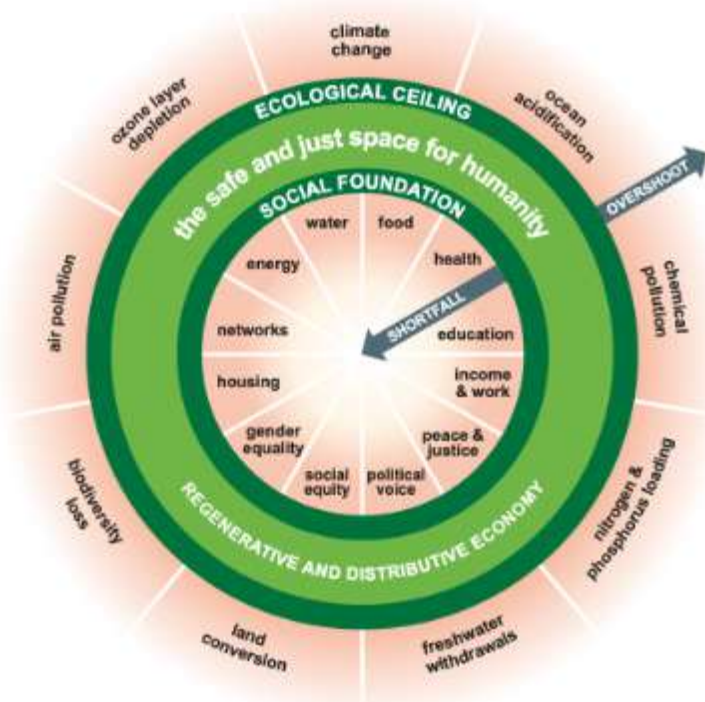 climate
change
ocean
acidification
chemical
pollution
nitrogen &
phosphorus loading
freshwater
withdrawals
land
conversion
biodiversity
loss
air pollution
ozone layer
depletion
ECOLOGICAL CEILING
the safe and just space for humanity
SOCIAL FOUNDATION
OVERSHOOT
SHORTFALL
water
food
health
education
income
& work
peace &
justice
political
voice
social
equity
gender
equality
housing
networks
energy
REGENERATIVE AND DISTRIBUTIVE ECONOMY